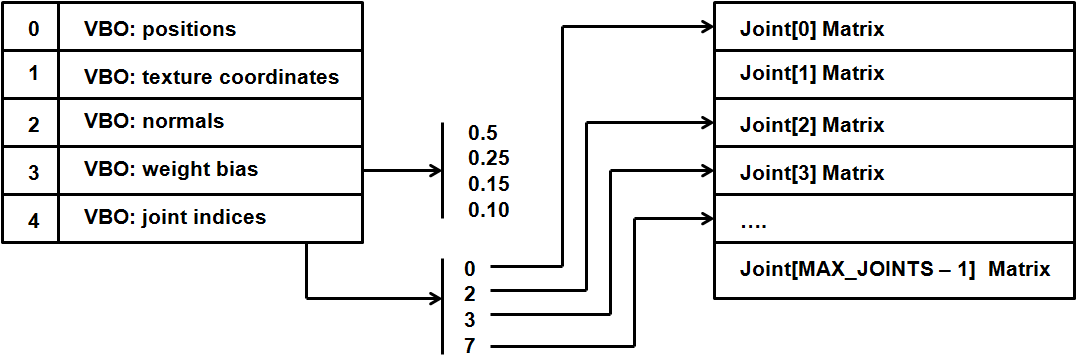 0 VBO: positions
1 VBO: texture coordinates
2 VBO: normals
3 VBO: weight bias
4 VBO: joint indices
0.5
0.25
0.15
0.10
0
2
3
7
Joint[0] Matrix
Joint[1] Matrix
Joint[2] Matrix
Joint[3] Matrix
....
Joint[MAX_JOINTS – 1] Matrix